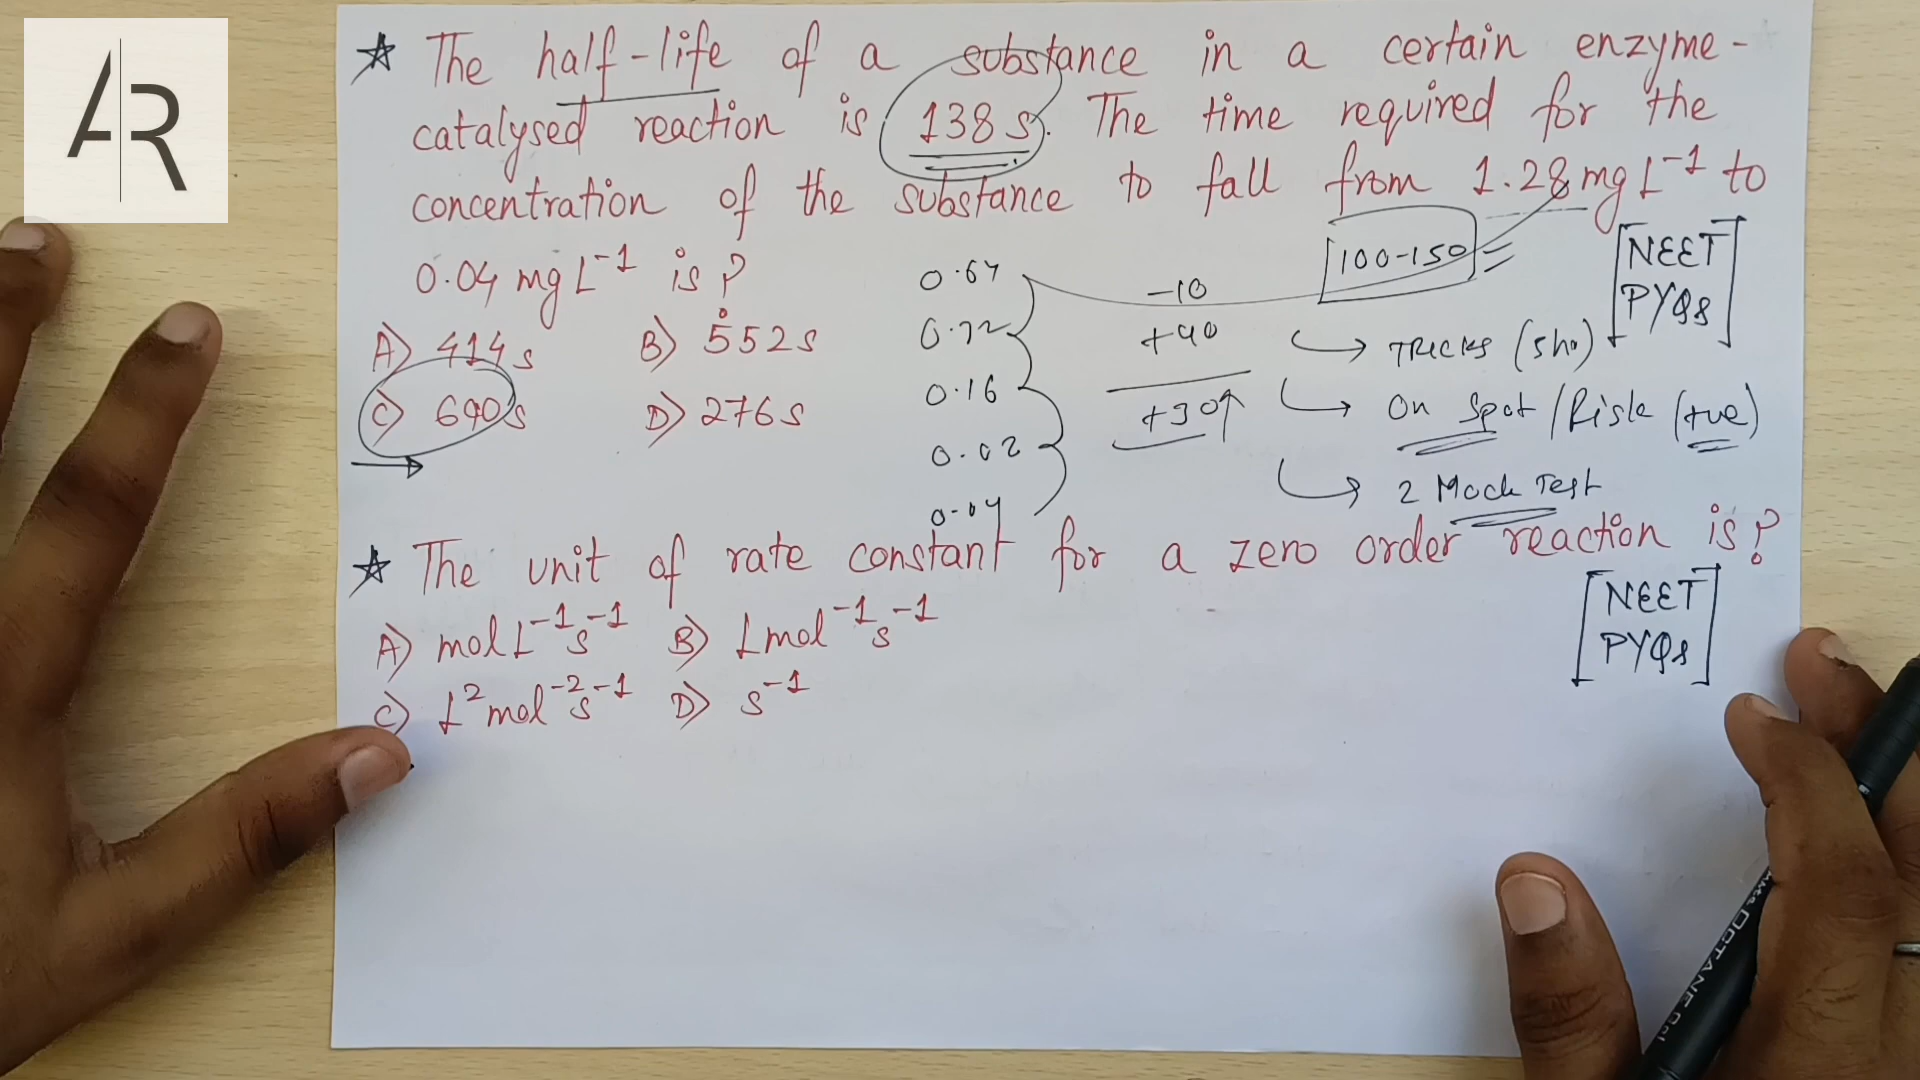 AR
☆ The half-life of a substance in a certain enzyme-
catalysed reaction is 138 s. The time required for the
concentration of the substance to fall from 1.28 mg L⁻¹ to
0.04 mg L⁻¹ is?
A) 414 s B) 552 s
C) 690 s D) 276 s
0.64
0.32
0.16
0.04
-10
+40
+30↑
[100-150]
[NEET
PYQs]
→ TRICKS
→ On Spot / Risk (+ve)
→ 2 Mock Test
☆ The unit of rate constant for a zero order reaction is?
A) mol L⁻¹ s⁻¹ B) L mol⁻¹ s⁻¹
C) L² mol⁻² s⁻¹ D) s⁻¹
[NEET
PYQs]
OCTANE